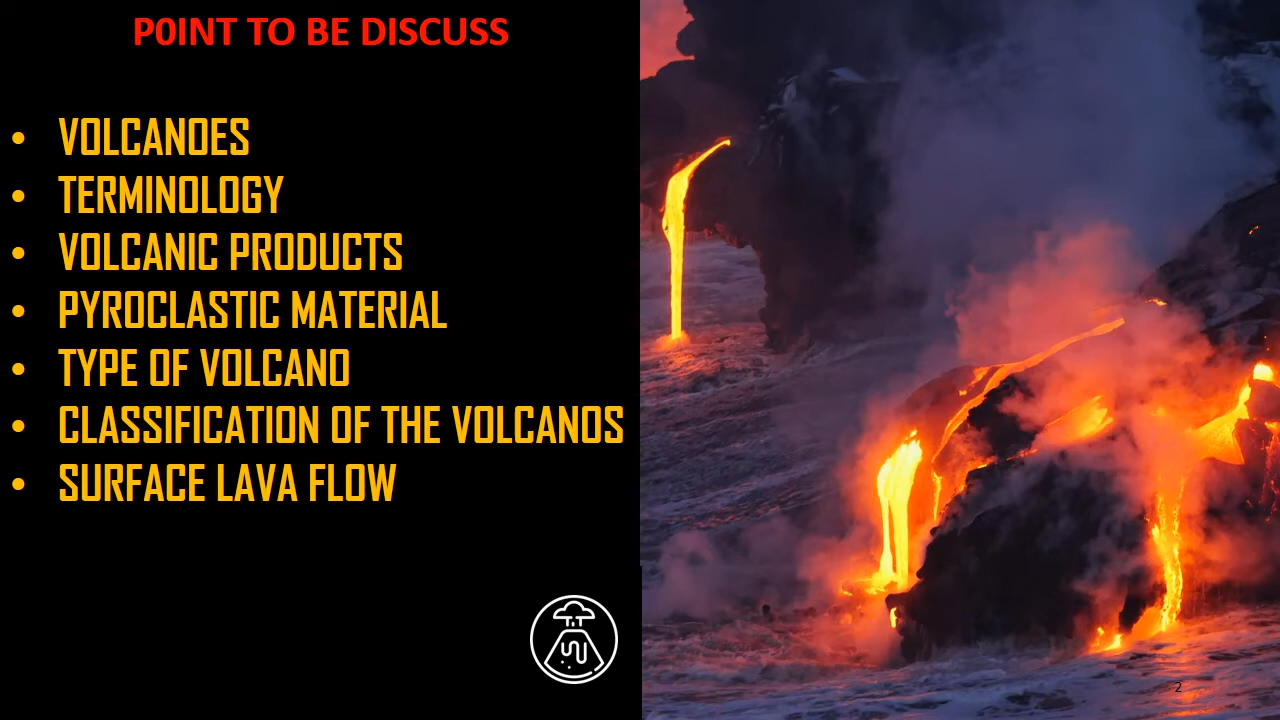 P0INT TO BE DISCUSS
• VOLCANOES
• TERMINOLOGY
• VOLCANIC PRODUCTS
• PYROCLASTIC MATERIAL
• TYPE OF VOLCANO
• CLASSIFICATION OF THE VOLCANOS
• SURFACE LAVA FLOW
2